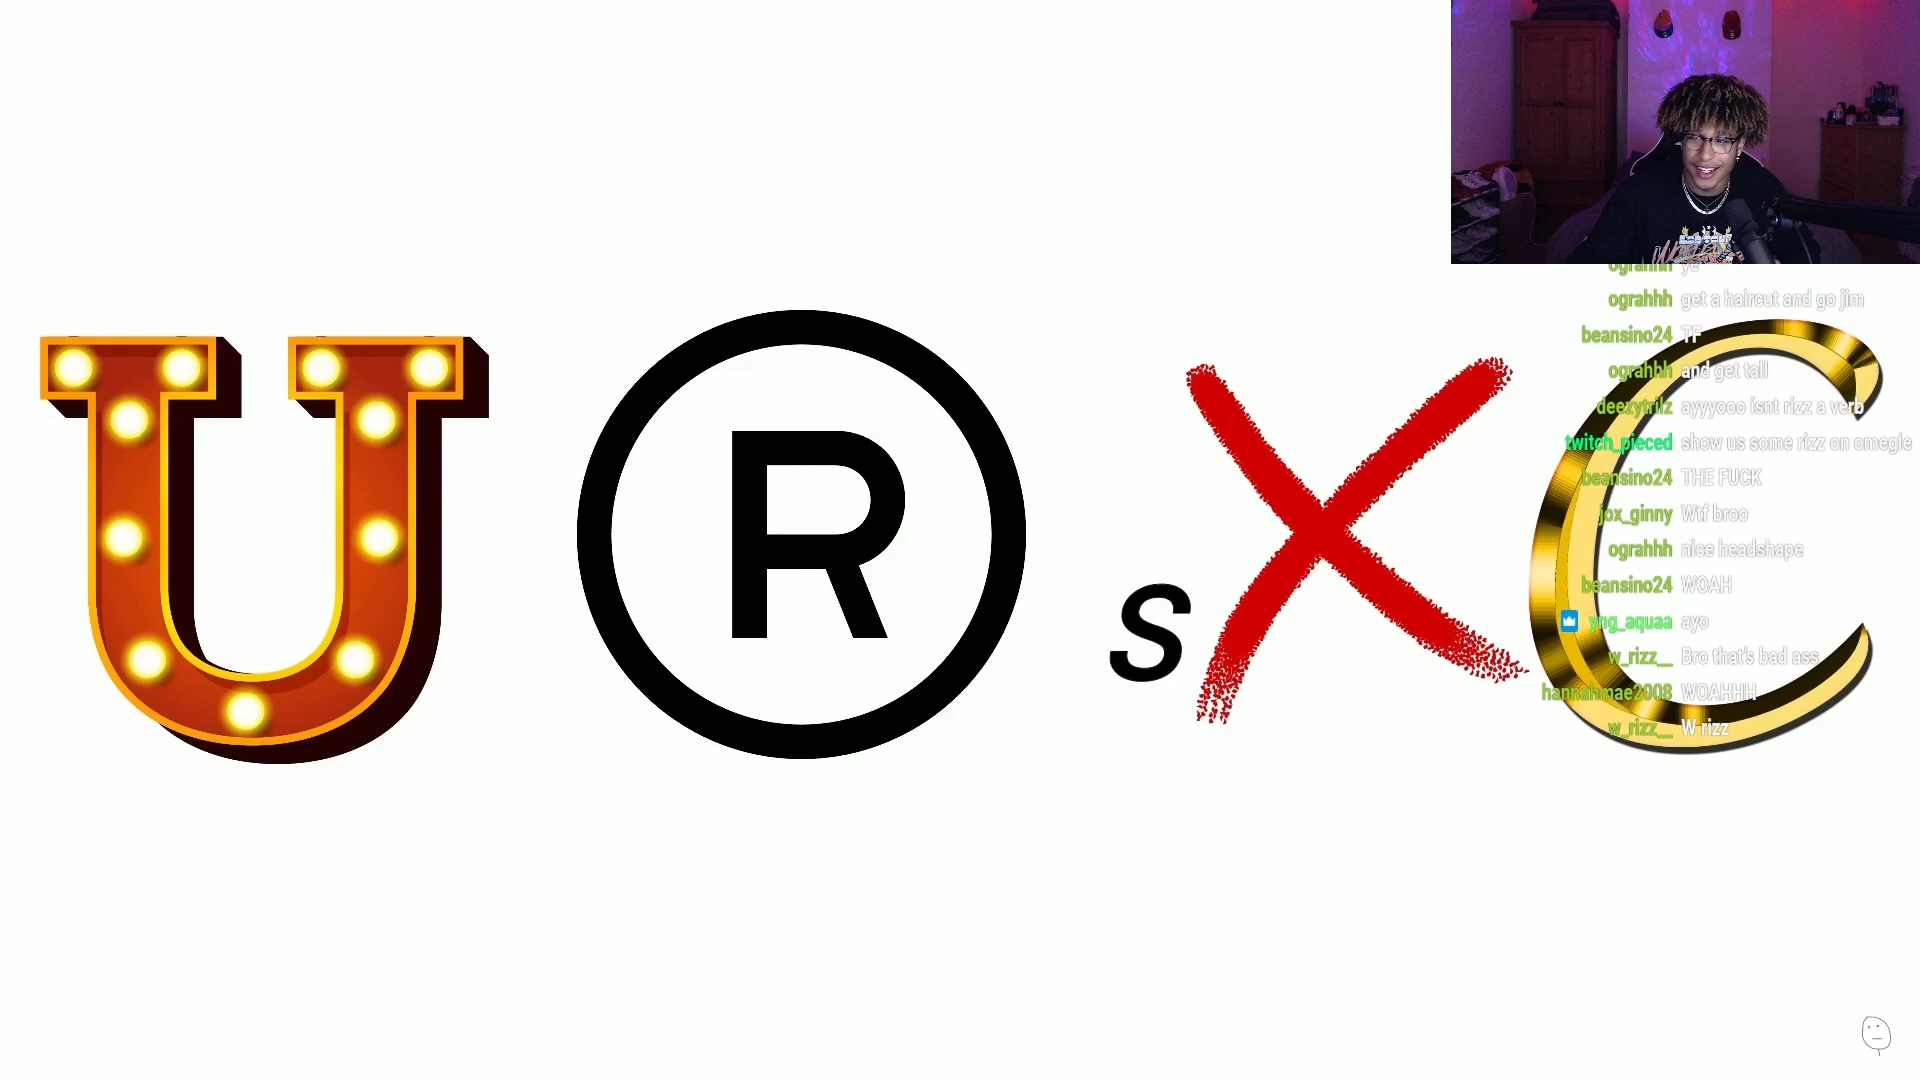 U R s X C
ograhhh ye
ograhhh get a haircut and go jim
beansino24 TF
ograhhh and get tall
deezytrilz ayyyooo isnt rizz a verb
twitch_pieced show us some rizz on omegle
beansino24 THE FUCK
jox_ginny Wtf broo
ograhhh nice headshape
beansino24 WOAH
yng_aquaa ayo
w_rizz__ Bro that's bad ass
hannahmae2008 WOAHHH
w_rizz__ W rizz